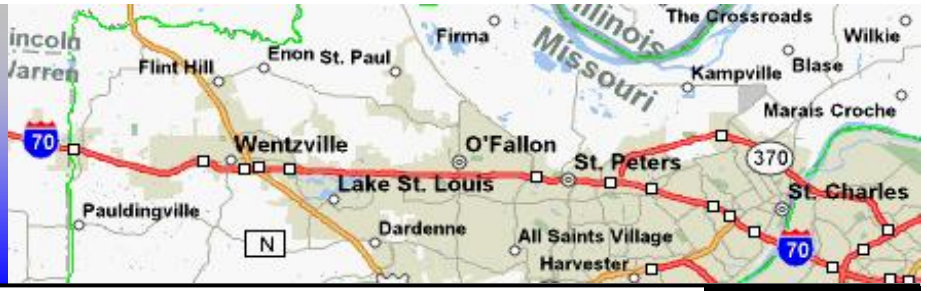 The Crossroads
Illinois
Firma
Wilkie
Lincoln
Enon
St. Paul
Missouri
Blase
Warren
Flint Hill
Kampville
Marais Croche
70
Wentzville
O'Fallon
St. Peters
370
Lake St. Louis
St. Charles
Pauldingville
Dardenne
All Saints Village
N
70
Harvester